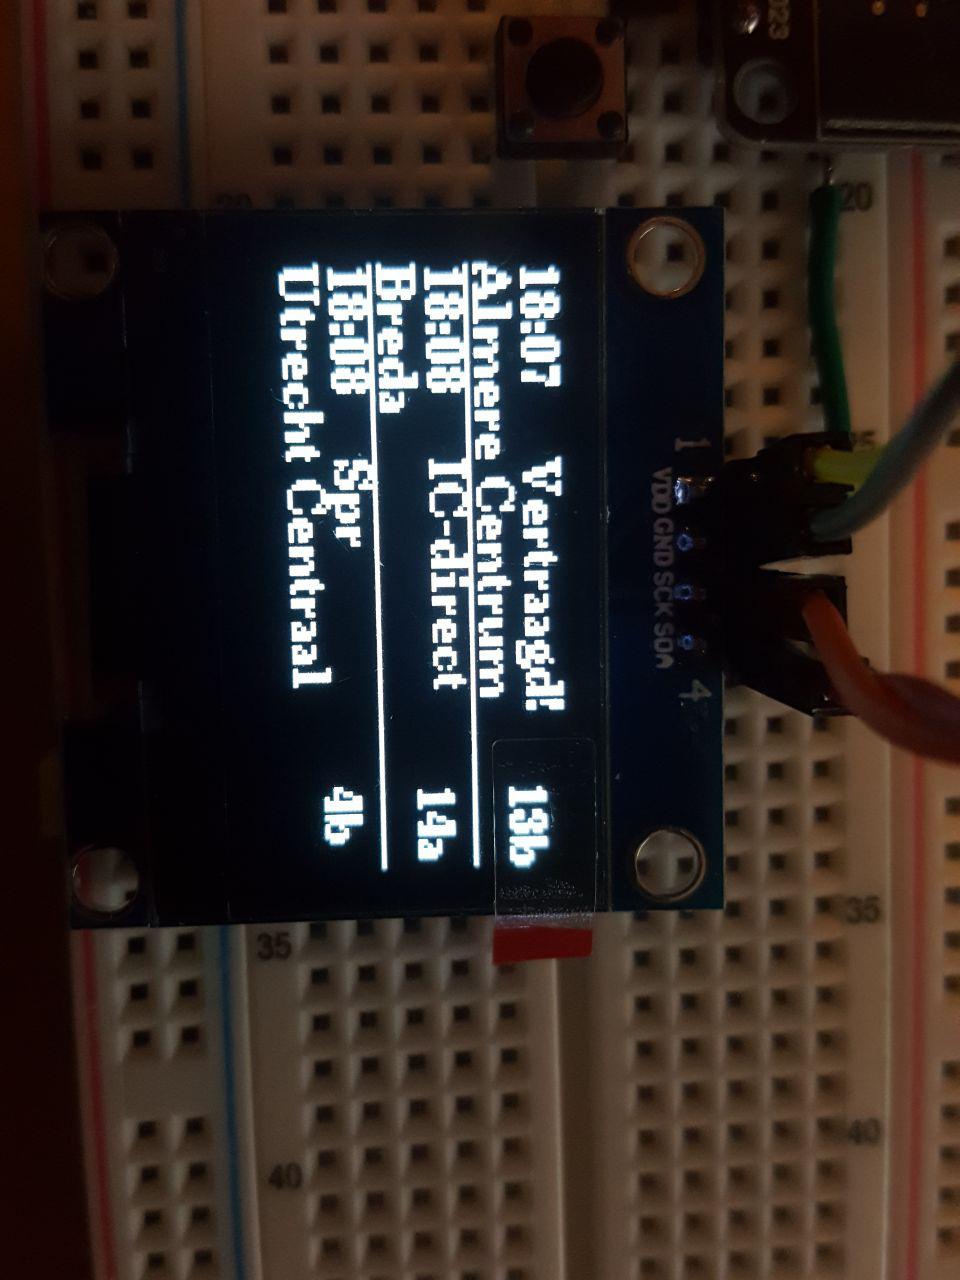 18:07 Vertraagd! 13b
Almere Centrum
18:08 IC-direct 14a
Breda
18:08 Spr 4b
Utrecht Centraal
1 VDD GND SCK SDA 4
20
35
40
20
25
35
40